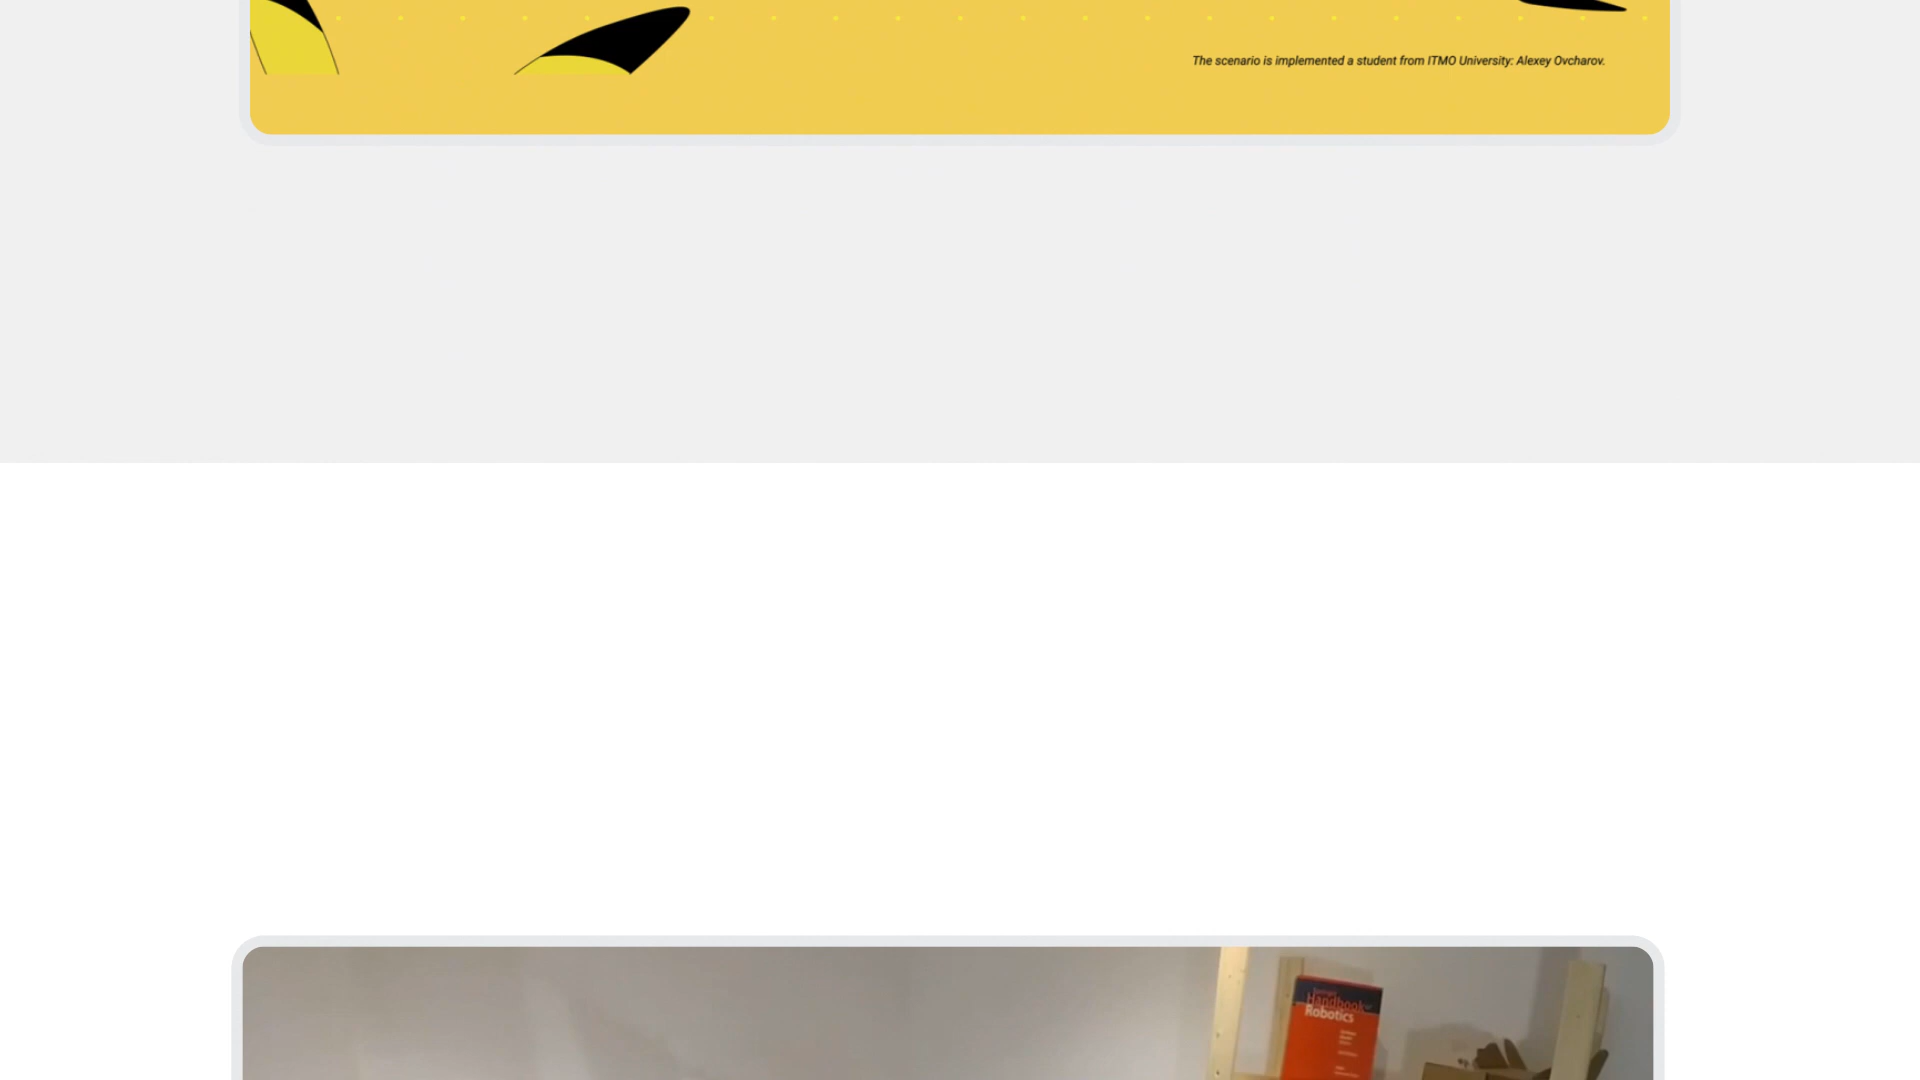 The scenario is implemented a student from ITMO University: Alexey Ovcharov.
Handbook
Robotics